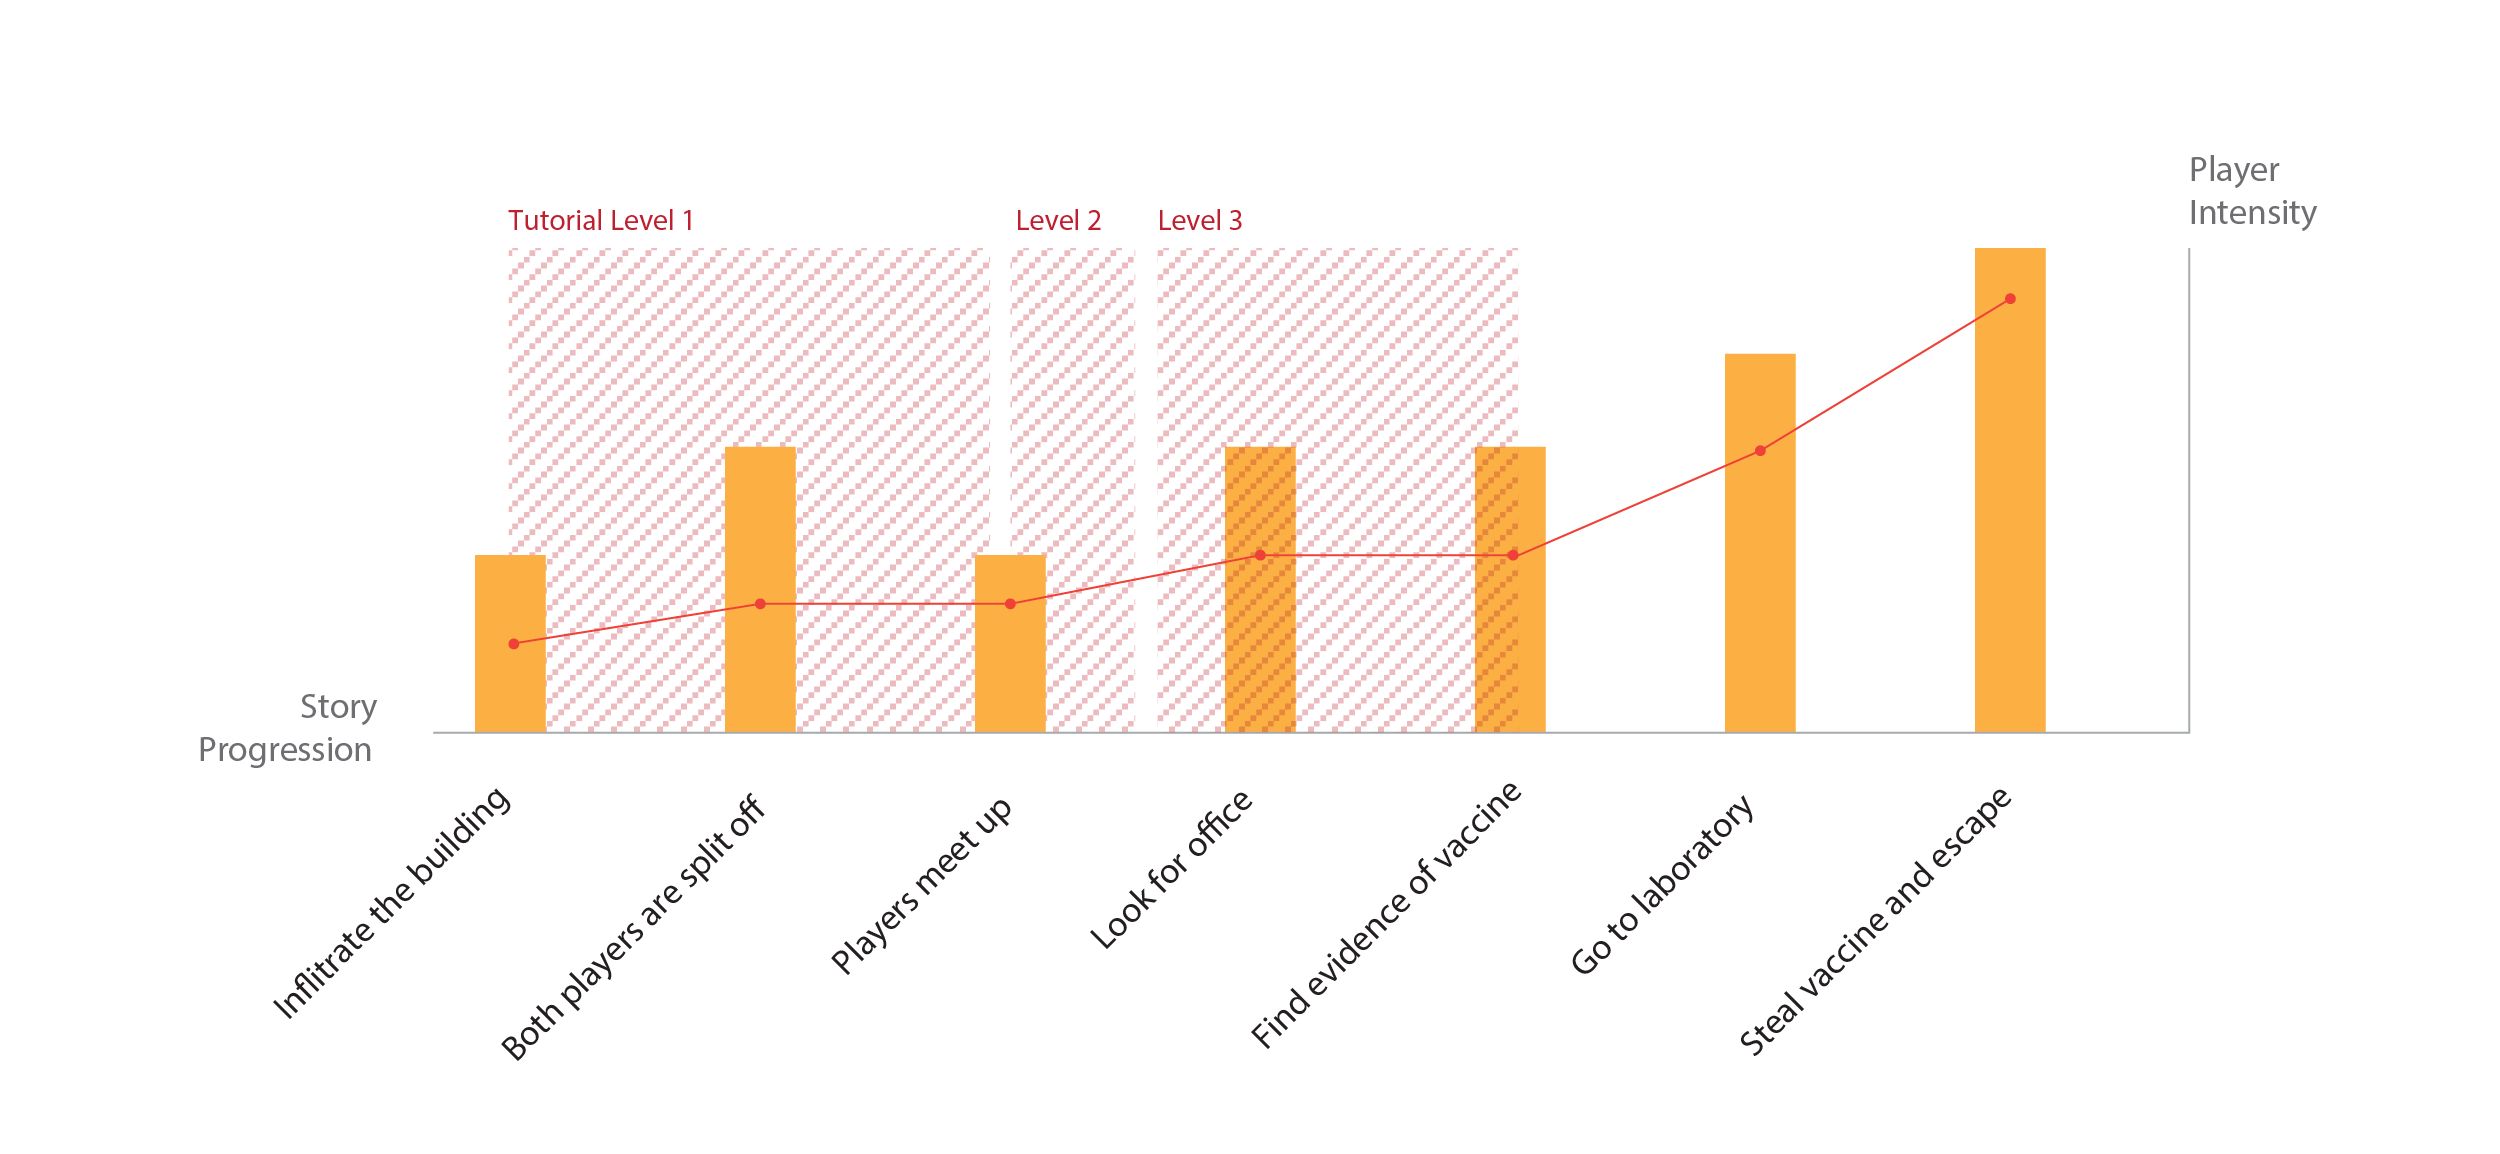 Player
Intensity
Tutorial Level 1
Level 2
Level 3
Story
Progression
Inflitrate the building
Both players are split off
Players meet up
Look for office
Find evidence of vaccine
Go to laboratory
Steal vaccine and escape